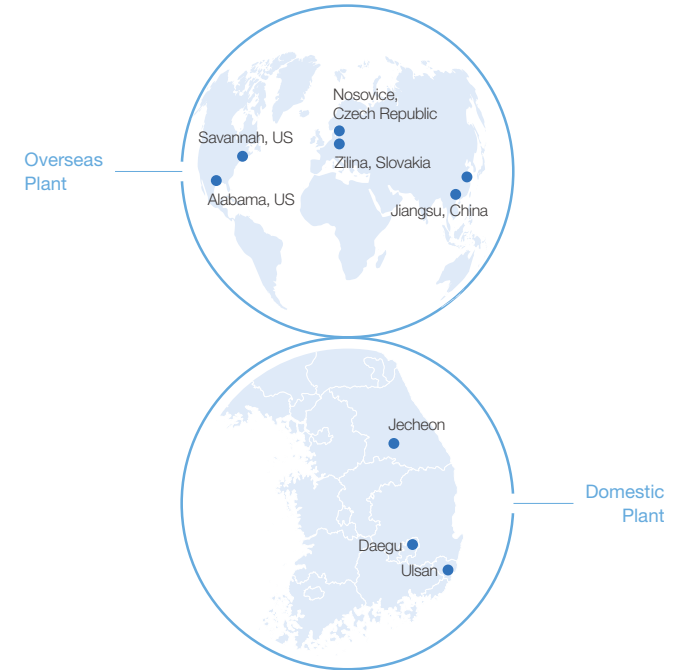 Nosovice,
Czech Republic
Savannah, US
Zilina, Slovakia
Overseas
Plant
Alabama, US
Jiangsu, China
Jecheon
Domestic
Plant
Daegu
Ulsan